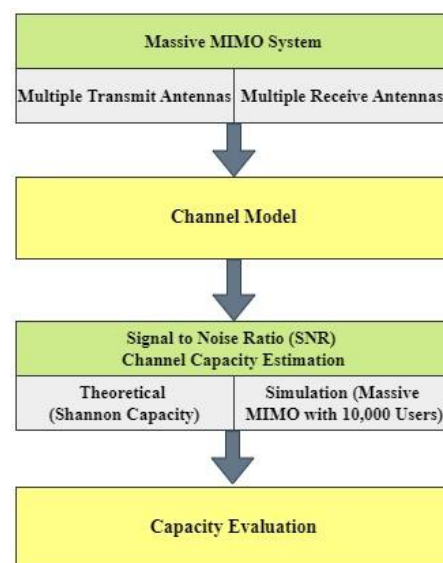 Massive MIMO System
Multiple Transmit Antennas
Multiple Receive Antennas
Channel Model
Signal to Noise Ratio (SNR)
Channel Capacity Estimation
Theoretical
(Shannon Capacity)
Simulation (Massive
MIMO with 10,000 Users)
Capacity Evaluation